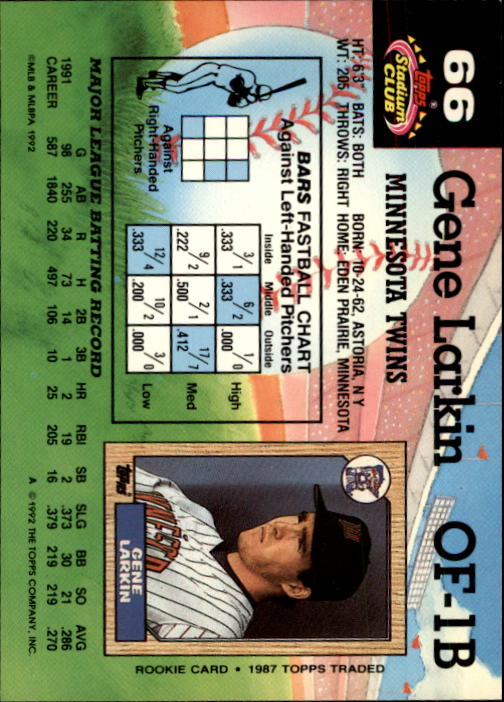 66
Topps
Stadium
CLUB
Gene Larkin OF-1B
MINNESOTA TWINS
HT: 6'3" BATS: BOTH BORN: 10-24-62, ASTORIA, N Y
WT: 205 THROWS: RIGHT HOME: EDEN PRAIRIE, MINNESOTA
BARS FASTBALL CHART
Against Left-Handed Pitchers
Inside Middle Outside
3/1 6/2 1/0
.333 .333 .000 High
9/2 2/1 17/7
.222 .500 .412 Med
12/4 10/2 3/0
.333 .200 .000 Low
Against
Right-Handed
Pitchers
Topps
GENE
LARKIN
ROOKIE CARD • 1987 TOPPS TRADED
MAJOR LEAGUE BATTING RECORD
G AB R H 2B 3B HR RBI SB SLG BB SO AVG
1991 98 255 34 73 14 1 2 19 2 .373 30 21 .286
CAREER 587 1840 220 497 106 10 25 205 16 .379 219 219 .270
©MLB & MLBPA 1992
A ©1992 THE TOPPS COMPANY, INC.